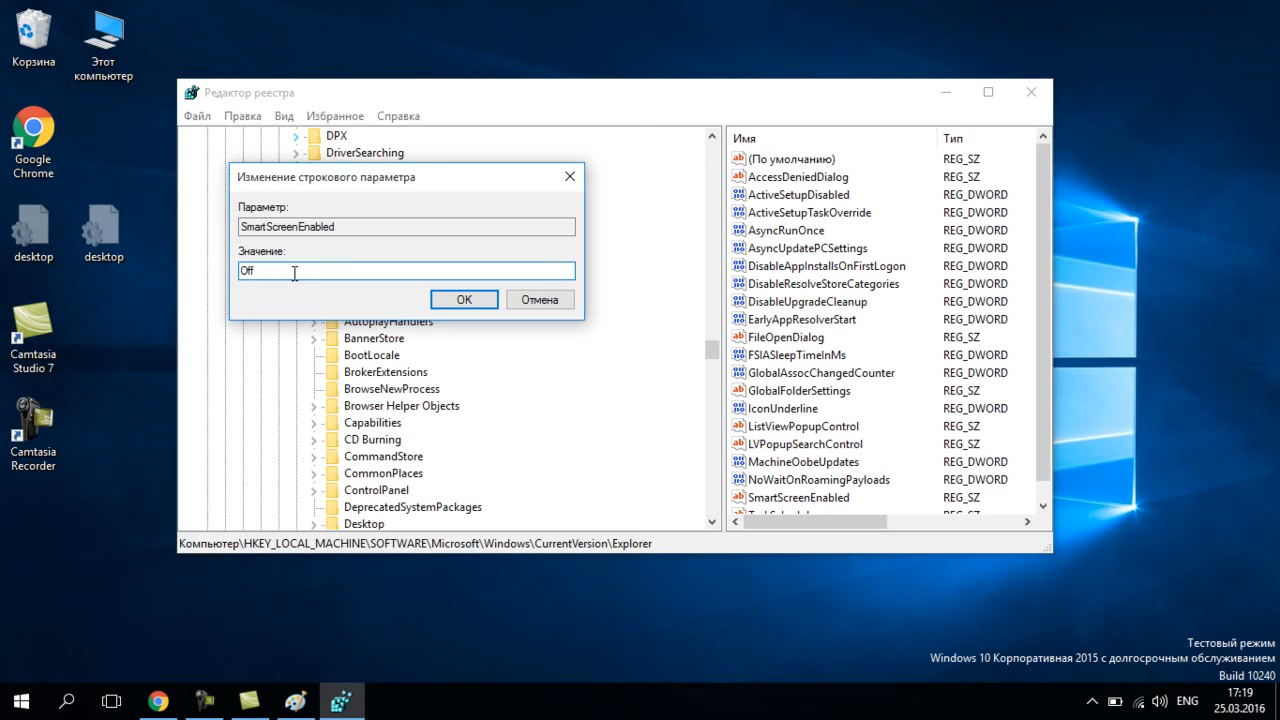 Корзина
Этот
компьютер
Google
Chrome
desktop
desktop
Camtasia
Studio 7
Camtasia
Recorder
Редактор реестра
Файл Правка Вид Избранное Справка
DPX
DriverSearching
Изменение строкового параметра
Параметр:
SmartScreenEnabled
Значение:
Off
OK Отмена
AutoplayHandlers
BannerStore
BootLocale
BrokerExtensions
BrowseNewProcess
Browser Helper Objects
Capabilities
CD Burning
CommandStore
CommonPlaces
ControlPanel
DeprecatedSystemPackages
Desktop
Имя Тип
(По умолчанию) REG_SZ
AccessDeniedDialog REG_SZ
ActiveSetupDisabled REG_DWORD
ActiveSetupTaskOverride REG_DWORD
AsyncRunOnce REG_DWORD
AsyncUpdatePCSettings REG_DWORD
DisableAppInstallsOnFirstLogon REG_DWORD
DisableResolveStoreCategories REG_DWORD
DisableUpgradeCleanup REG_DWORD
EarlyAppResolverStart REG_DWORD
FileOpenDialog REG_SZ
FSIASleepTimeInMs REG_DWORD
GlobalAssocChangedCounter REG_DWORD
GlobalFolderSettings REG_SZ
IconUnderline REG_DWORD
ListViewPopupControl REG_SZ
LVPopupSearchControl REG_SZ
MachineOobeUpdates REG_DWORD
NoWaitOnRoamingPayloads REG_DWORD
SmartScreenEnabled REG_SZ
REG_SZ
Компьютер\HKEY_LOCAL_MACHINE\SOFTWARE\Microsoft\Windows\CurrentVersion\Explorer
Тестовый режим
Windows 10 Корпоративная 2015 с долгосрочным обслуживанием
Build 10240
ENG
17:19
25.03.2016